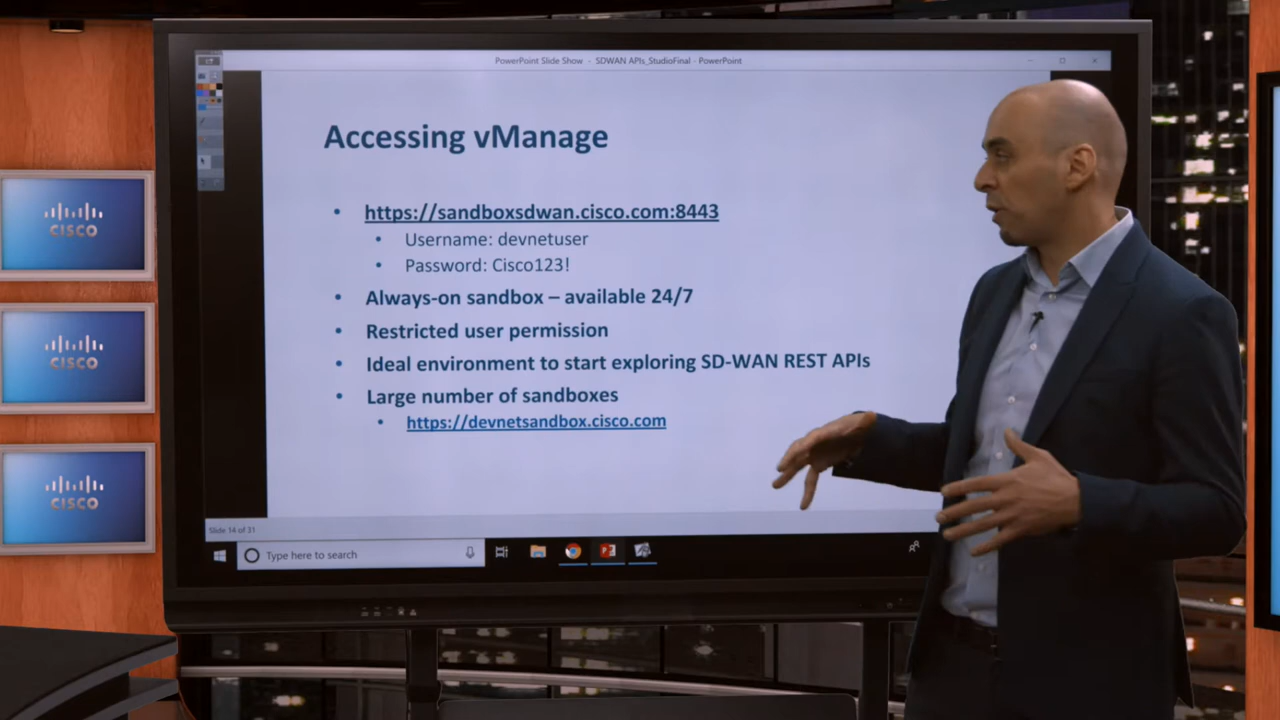 PowerPoint Slide Show - SDWAN APIs_StudioFinal - PowerPoint
Accessing vManage
• https://sandboxsdwan.cisco.com:8443
• Username: devnetuser
• Password: Cisco123!
• Always-on sandbox – available 24/7
• Restricted user permission
• Ideal environment to start exploring SD-WAN REST APIs
• Large number of sandboxes
• https://devnetsandbox.cisco.com
Slide 14 of 31
Type here to search
CISCO
CISCO
CISCO